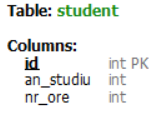 Table: student
Columns:
id int PK
an_studiu int
nr_ore int